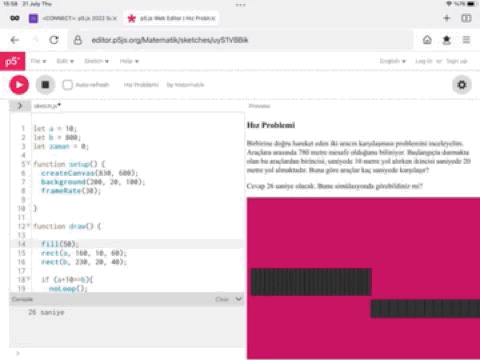 15:58 21 July Thu
%76
<CONNECT>: p5.js 2022 Sc
p5.js Web Editor | Hız Probl
editor.p5js.org/Matematik/sketches/uyS1VBBik
p5* File Edit Sketch Help English Log in or Sign up
Auto-refresh Hız Problemi by Matematik
sketch.js Preview
1 let a = 10;
2 let b = 800;
3 let zaman = 0;
4
5 function setup() {
6 createCanvas(830, 600);
7 background(200, 20, 100);
8 frameRate(30);
9
10 }
11
12 function draw() {
13
14 fill(50);
15 rect(a, 160, 10, 60);
16 rect(b, 230, 20, 40);
17
18 if (a+10==b){
19 noLoop();
Console Clear
26 saniye
Hız Problemi
Birbirine doğru hareket eden iki aracın karşılaşması problemini inceleyelim.
Araçlara arasında 780 metre mesafe olduğunu biliniyor. Başlangıçta durmakta
olan bu araçlardan birincisi, saniyede 10 metre yol alırken ikincisi saniyede 20
metre yol almaktadır. Buna göre araçlar kaç saniyede karşılaşır?
Cevap 26 saniye olacak. Bunu simülasyonda görebildiniz mi?